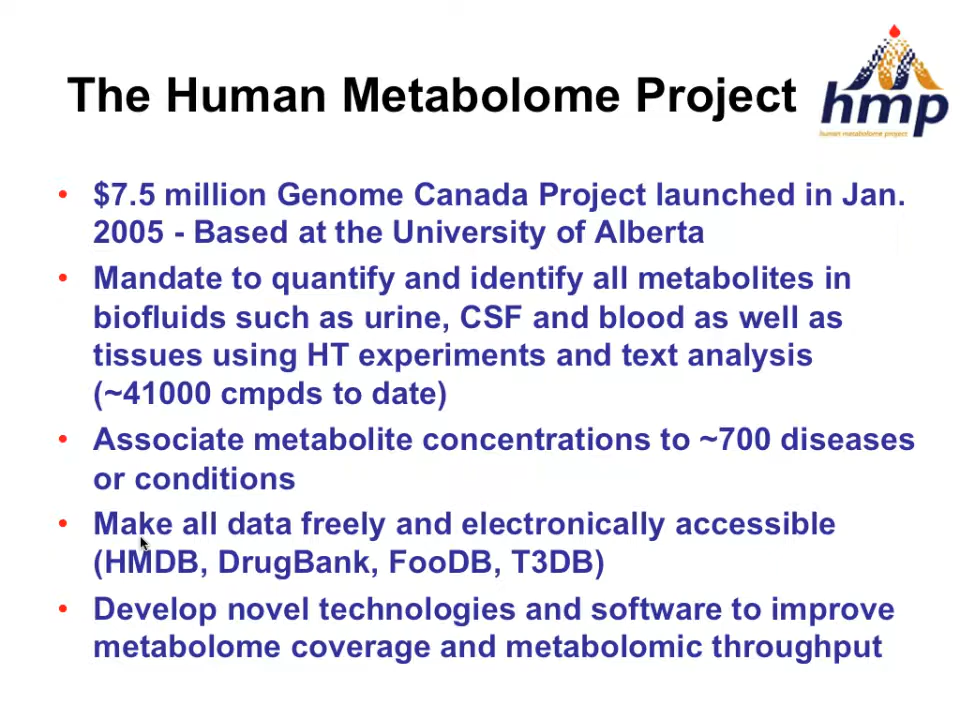 The Human Metabolome Project
hmp
human metabolome project
• $7.5 million Genome Canada Project launched in Jan.
2005 - Based at the University of Alberta
• Mandate to quantify and identify all metabolites in
biofluids such as urine, CSF and blood as well as
tissues using HT experiments and text analysis
(~41000 cmpds to date)
• Associate metabolite concentrations to ~700 diseases
or conditions
• Make all data freely and electronically accessible
(HMDB, DrugBank, FooDB, T3DB)
• Develop novel technologies and software to improve
metabolome coverage and metabolomic throughput